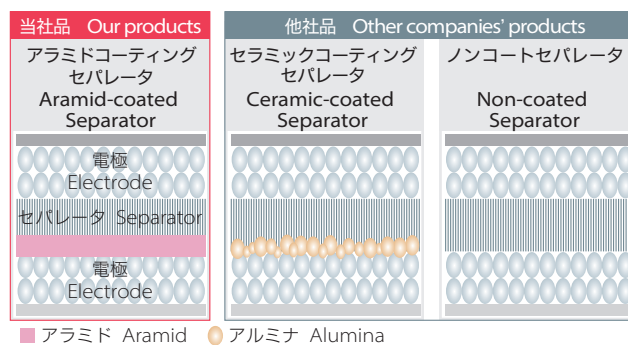 当社品 Our products
他社品 Other companies' products
アラミドコーティング
セパレータ
Aramid-coated
Separator
セラミックコーティング
セパレータ
Ceramic-coated
Separator
ノンコートセパレータ
Non-coated
Separator
電極
Electrode
セパレータ Separator
電極
Electrode
アラミド Aramid
アルミナ Alumina